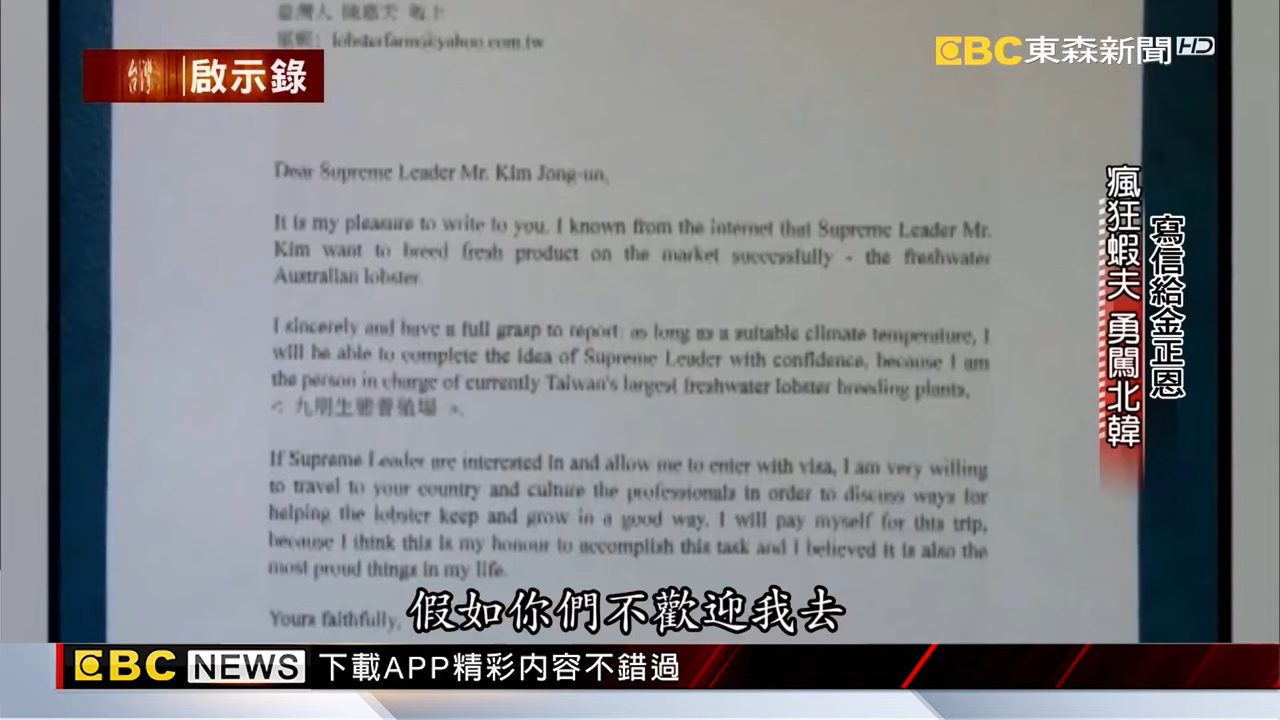 臺灣人 陳嘉天 敬上
lobsterfarm@yahoo.com.tw
EBC東森新聞HD
台灣 啟示錄
Dear Supreme Leader Mr. Kim Jong-un,
It is my pleasure to write to you. I known from the internet that Supreme Leader Mr.
Kim want to breed fresh product on the market successfully - the freshwater
Australian lobster.
I sincerely and have a full grasp to report: as long as a suitable climate temperature, I
will be able to complete the idea of Supreme Leader with confidence, because I am
the person in charge of currently Taiwan's largest freshwater lobster breeding plants,
< 九朋生態養殖場 >.
If Supreme Leader are interested in and allow me to enter with visa, I am very willing
to travel to your country and culture the professionals in order to discuss ways for
helping the lobster keep and grow in a good way. I will pay myself for this trip,
because I think this is my honour to accomplish this task and I believed it is also the
most proud things in my life.
Yours faithfully,
寫信給金正恩
瘋狂蝦夫 勇闖北韓
假如你們不歡迎我去
EBC NEWS 下載APP精彩內容不錯過